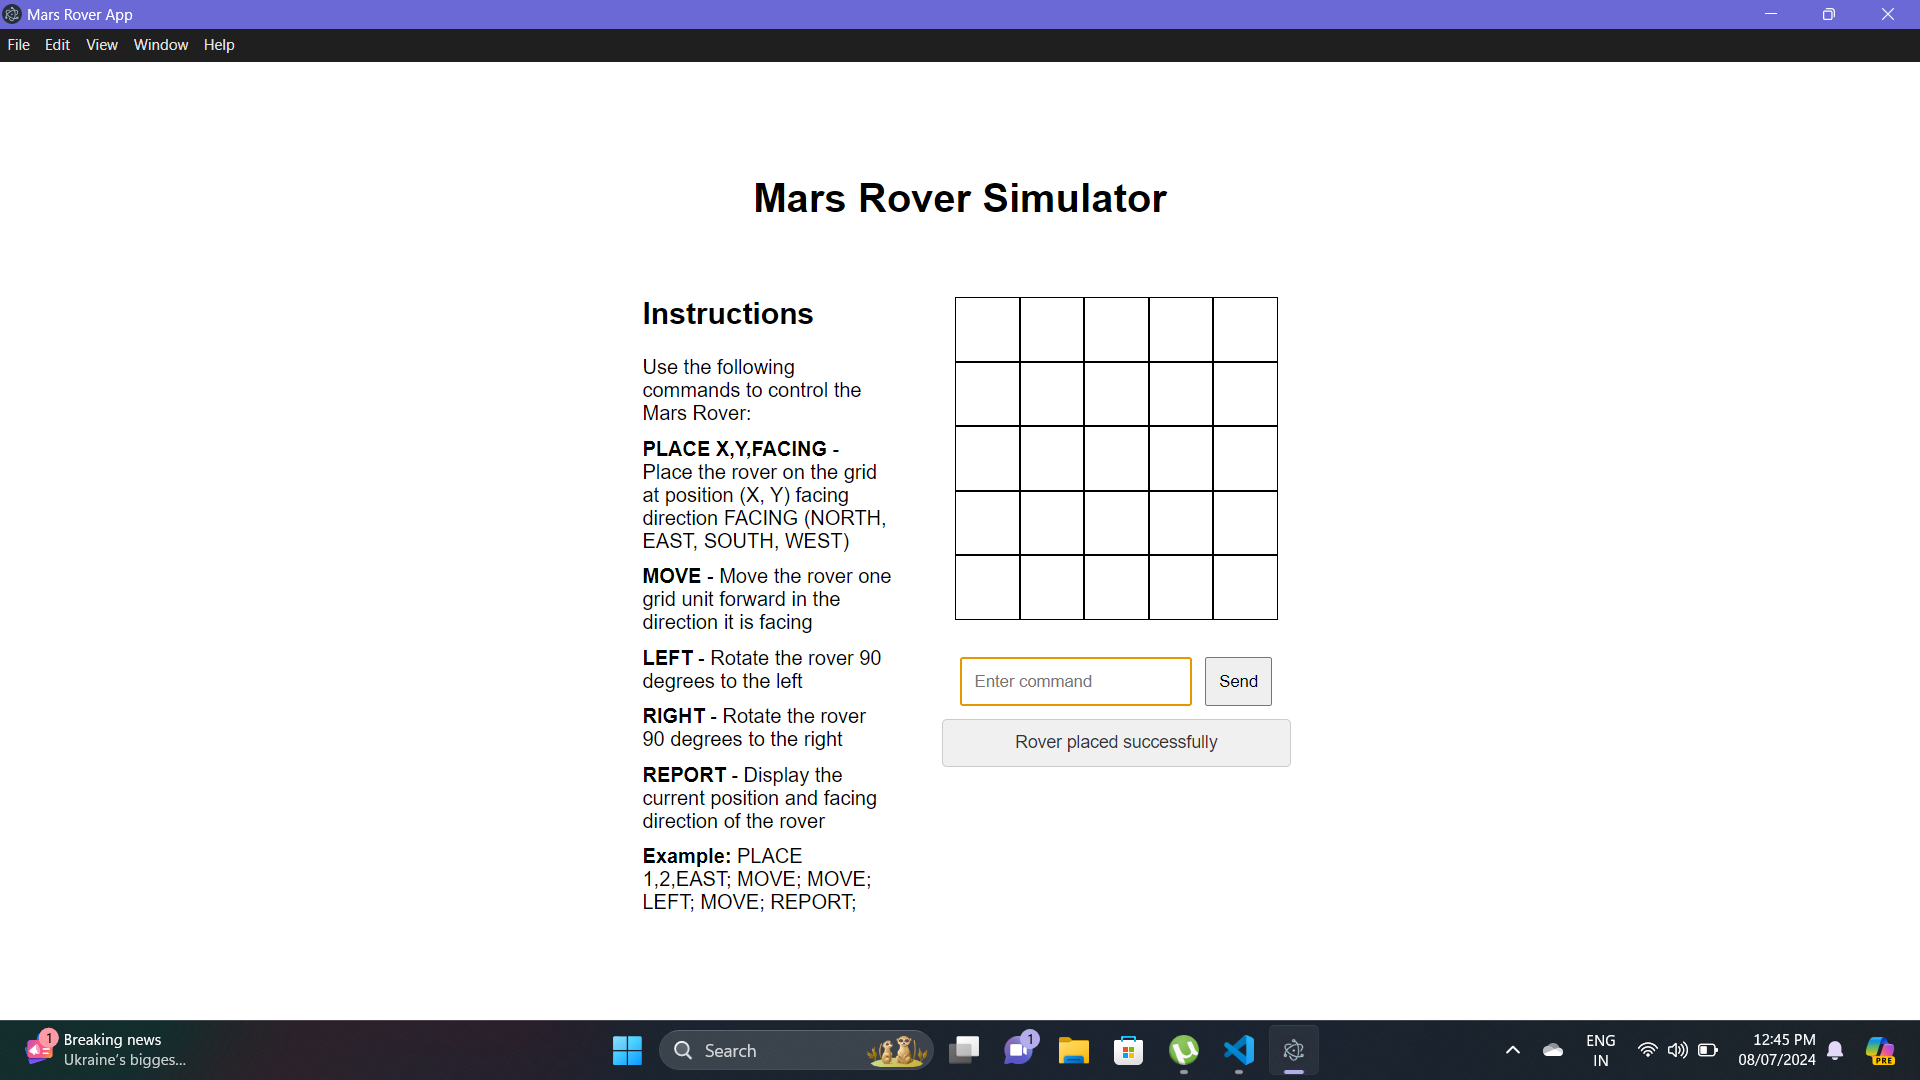 Mars Rover App
File Edit View Window Help
Mars Rover Simulator
Instructions
Use the following
commands to control the
Mars Rover:
PLACE X,Y,FACING -
Place the rover on the grid
at position (X, Y) facing
direction FACING (NORTH,
EAST, SOUTH, WEST)
MOVE - Move the rover one
grid unit forward in the
direction it is facing
LEFT - Rotate the rover 90
degrees to the left
RIGHT - Rotate the rover
90 degrees to the right
REPORT - Display the
current position and facing
direction of the rover
Example: PLACE
1,2,EAST; MOVE; MOVE;
LEFT; MOVE; REPORT;
Enter command
Send
Rover placed successfully
1
Breaking news
Ukraine's bigges...
Search
1
ENG
IN
12:45 PM
08/07/2024
PRE